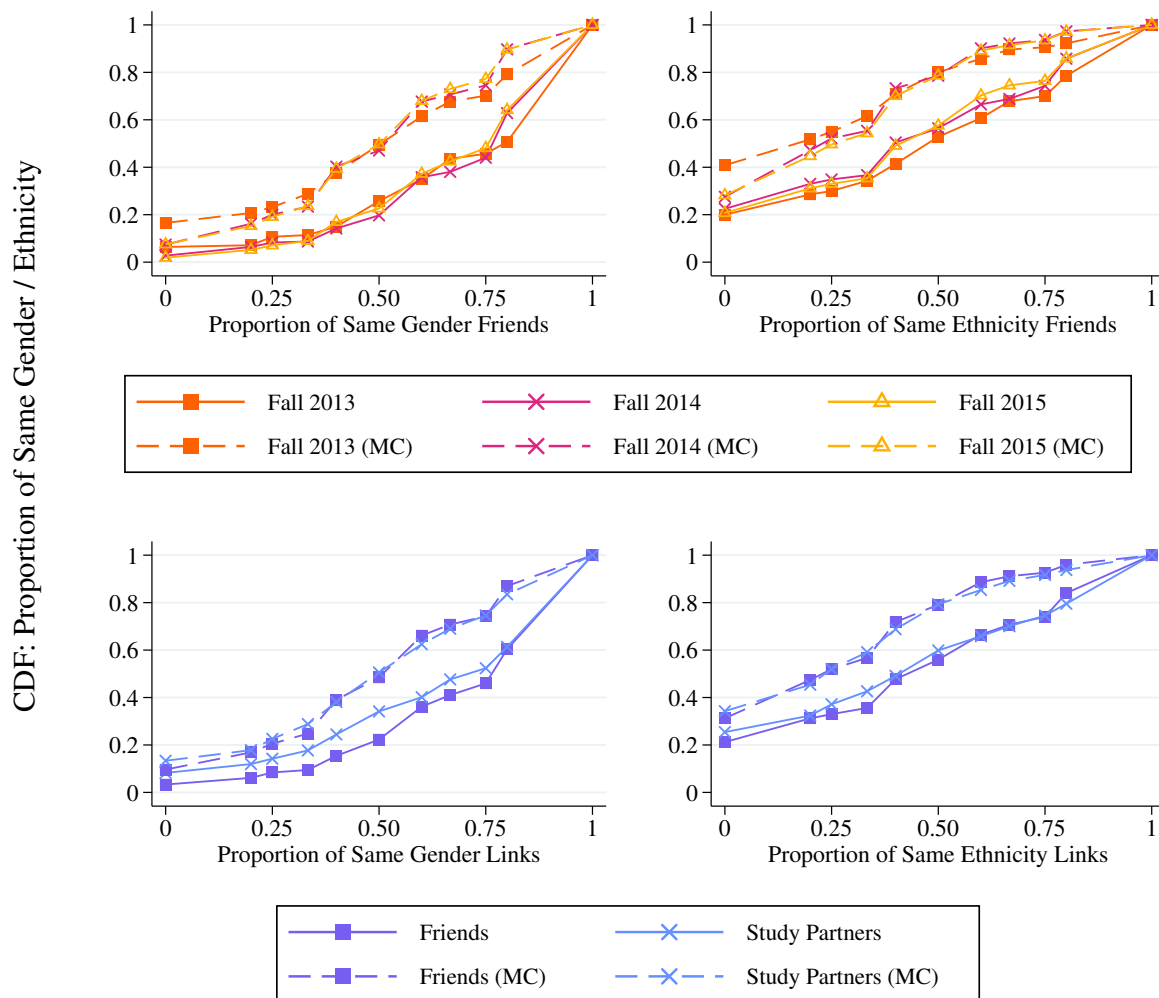 CDF: Proportion of Same Gender / Ethnicity
1
0.8
0.6
0.4
0.2
0
0 0.25 0.50 0.75 1
Proportion of Same Gender Friends
1
0.8
0.6
0.4
0.2
0
0 0.25 0.50 0.75 1
Proportion of Same Ethnicity Friends
Fall 2013 Fall 2014 Fall 2015
Fall 2013 (MC) Fall 2014 (MC) Fall 2015 (MC)
1
0.8
0.6
0.4
0.2
0
0 0.25 0.50 0.75 1
Proportion of Same Gender Links
1
0.8
0.6
0.4
0.2
0
0 0.25 0.50 0.75 1
Proportion of Same Ethnicity Links
Friends Study Partners
Friends (MC) Study Partners (MC)